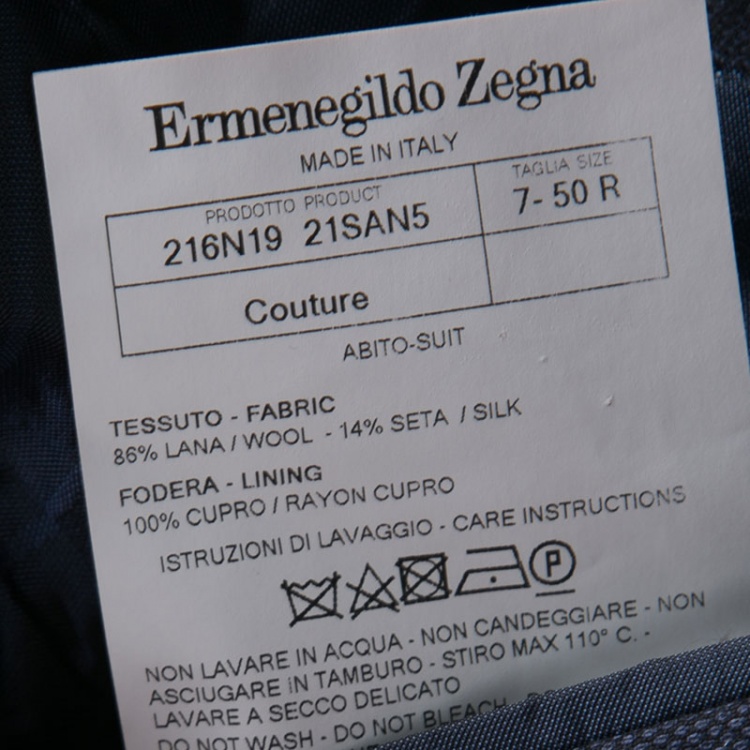 Ermenegildo Zegna
MADE IN ITALY
PRODOTTO PRODUCT
216N19 21SAN5
TAGLIA SIZE
7- 50 R
Couture
ABITO-SUIT
TESSUTO - FABRIC
86% LANA / WOOL - 14% SETA / SILK
FODERA - LINING
100% CUPRO / RAYON CUPRO
ISTRUZIONI DI LAVAGGIO - CARE INSTRUCTIONS
P
NON LAVARE IN ACQUA - NON CANDEGGIARE - NON
ASCIUGARE IN TAMBURO - STIRO MAX 110° C. -
LAVARE A SECCO DELICATO
DO NOT WASH - DO NOT BLEACH